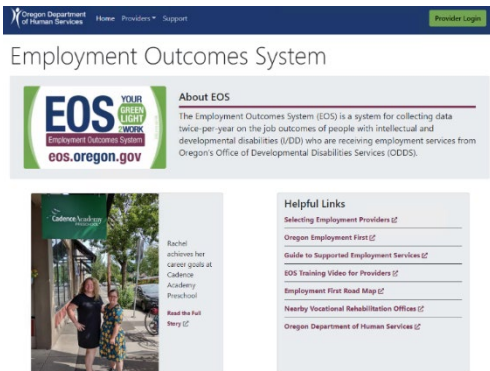 Oregon Department
of Human Services
Home Providers Support
Provider Login
Employment Outcomes System
EOS
YOUR
GREEN
LIGHT
2WORK
Employment Outcomes System
eos.oregon.gov
About EOS
The Employment Outcomes System (EOS) is a system for collecting data
twice-per-year on the job outcomes of people with intellectual and
developmental disabilities (I/DD) who are receiving employment services from
Oregon's Office of Developmental Disabilities Services (ODDS).
Cadence Academy
PRESCHOOL
Rachel
achieves her
career goals at
Cadence
Academy
Preschool
Read the Full
Story
Helpful Links
Selecting Employment Providers
Oregon Employment First
Guide to Supported Employment Services
EOS Training Video for Providers
Employment First Road Map
Nearby Vocational Rehabilitation Offices
Oregon Department of Human Services